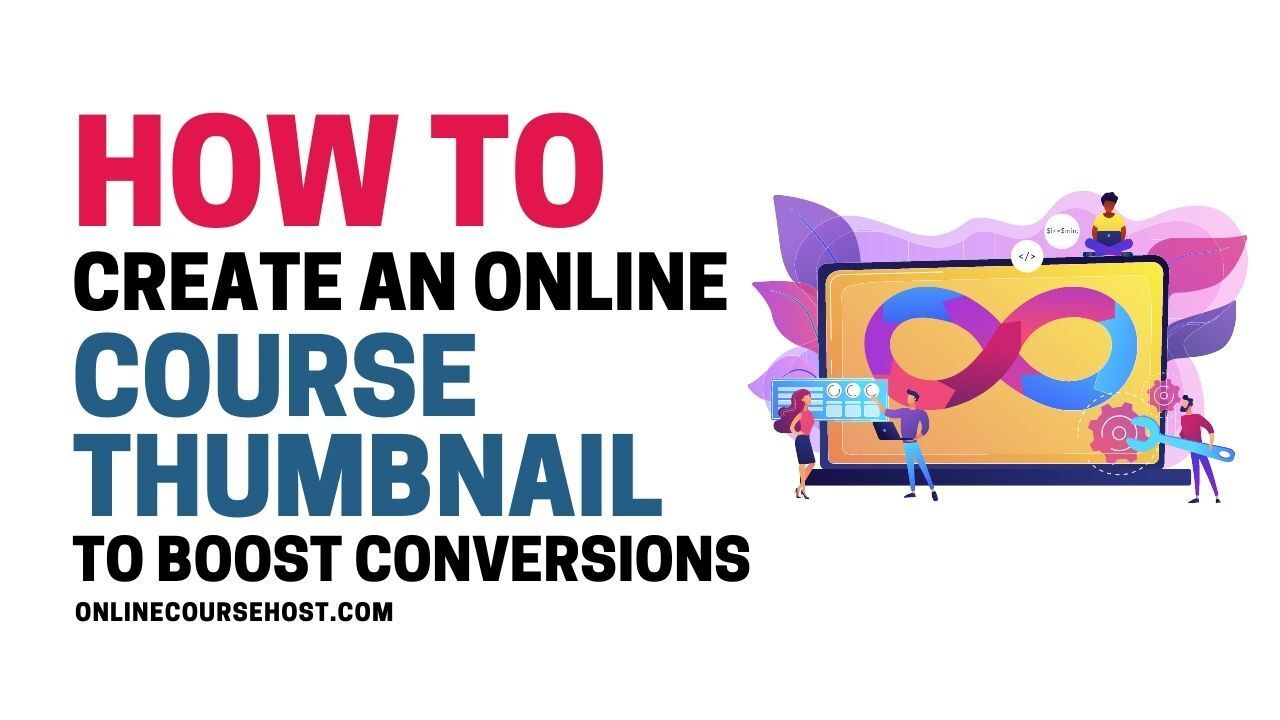 HOW TO
CREATE AN ONLINE
COURSE
THUMBNAIL
TO BOOST CONVERSIONS
ONLINECOURSEHOST.COM
</>